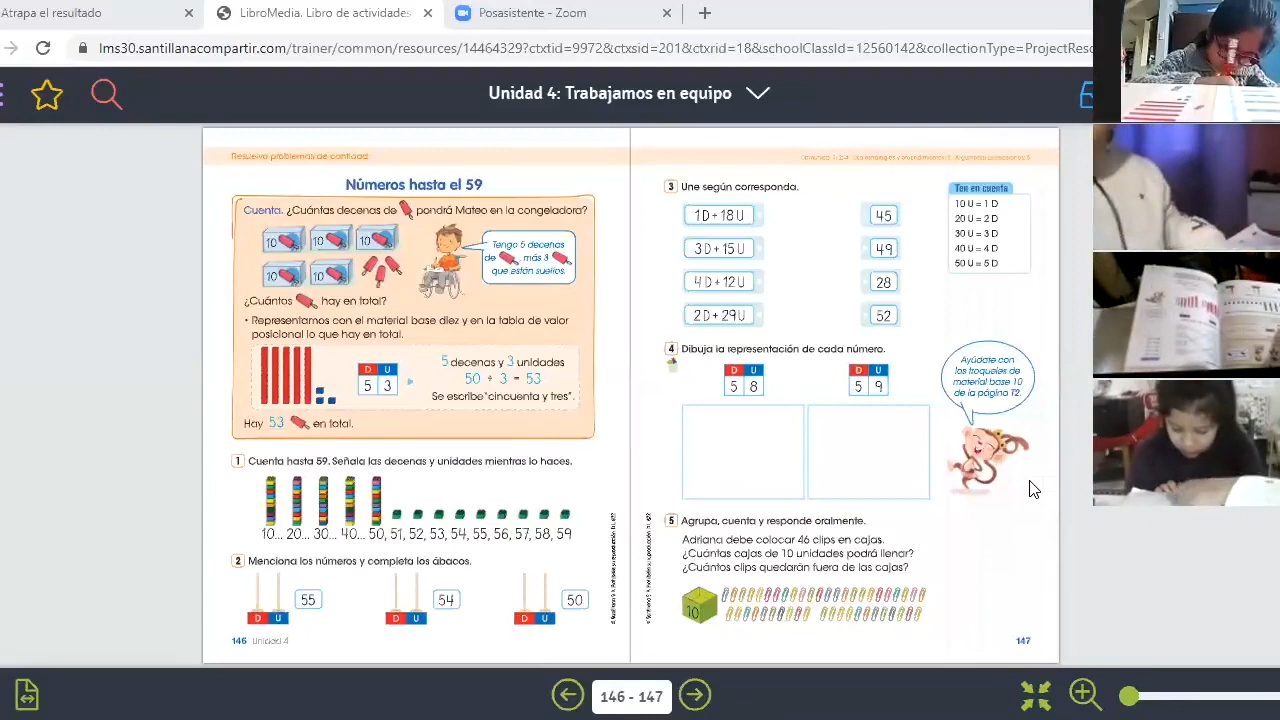 Atrapa el resultado
LibroMedia. Libro de actividades
Posasistente - Zoom
lms30.santillanacompartir.com/trainer/common/resources/14464329?ctxid=9972&ctxsid=201&ctxrid=18&schoolClassId=12560142&collectionType=ProjectReso
Unidad 4: Trabajamos en equipo
Resuelve problemas de cantidad
Números hasta el 59
Cuenta. ¿Cuántas decenas de pondrá Mateo en la congeladora?
10 10 10
10 10
Tengo 5 decenas
de , más 3
que están sueltos.
¿Cuántos hay en total?
• Representamos con el material base diez y en la tabla de valor
posicional lo que hay en total.
D U
5 3
5 decenas y 3 unidades
50 + 3 = 53
Se escribe "cincuenta y tres".
Hay 53 en total.
1 Cuenta hasta 59. Señala las decenas y unidades mientras lo haces.
10... 20... 30... 40... 50, 51, 52, 53, 54, 55, 56, 57, 58, 59
2 Menciona los números y completa los ábacos.
D U 55
D U 54
D U 50
146 Unidad 4
3 Une según corresponda.
1D + 18U 45
3D + 15U 49
4D + 12U 28
2D + 29U 52
Ten en cuenta
10 U = 1 D
20 U = 2 D
30 U = 3 D
40 U = 4 D
50 U = 5 D
4 Dibuja la representación de cada número.
D U
5 8
D U
5 9
Ayúdate con
los troqueles de
material base 10
de la página T2.
5 Agrupa, cuenta y responde oralmente.
Adriana debe colocar 46 clips en cajas.
¿Cuántas cajas de 10 unidades podrá llenar?
¿Cuántos clips quedarán fuera de las cajas?
10
147
146 - 147